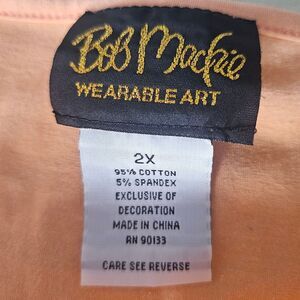 Bob Mackie
WEARABLE ART
2X
95% COTTON
5% SPANDEX
EXCLUSIVE OF
DECORATION
MADE IN CHINA
RN 90133
CARE SEE REVERSE